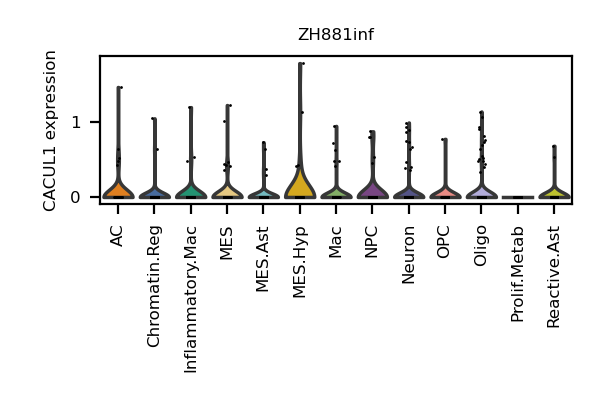 ZH881inf
CACUL1 expression
1
0
AC
Chromatin.Reg
Inflammatory.Mac
MES
MES.Ast
MES.Hyp
Mac
NPC
Neuron
OPC
Oligo
Prolif.Metab
Reactive.Ast